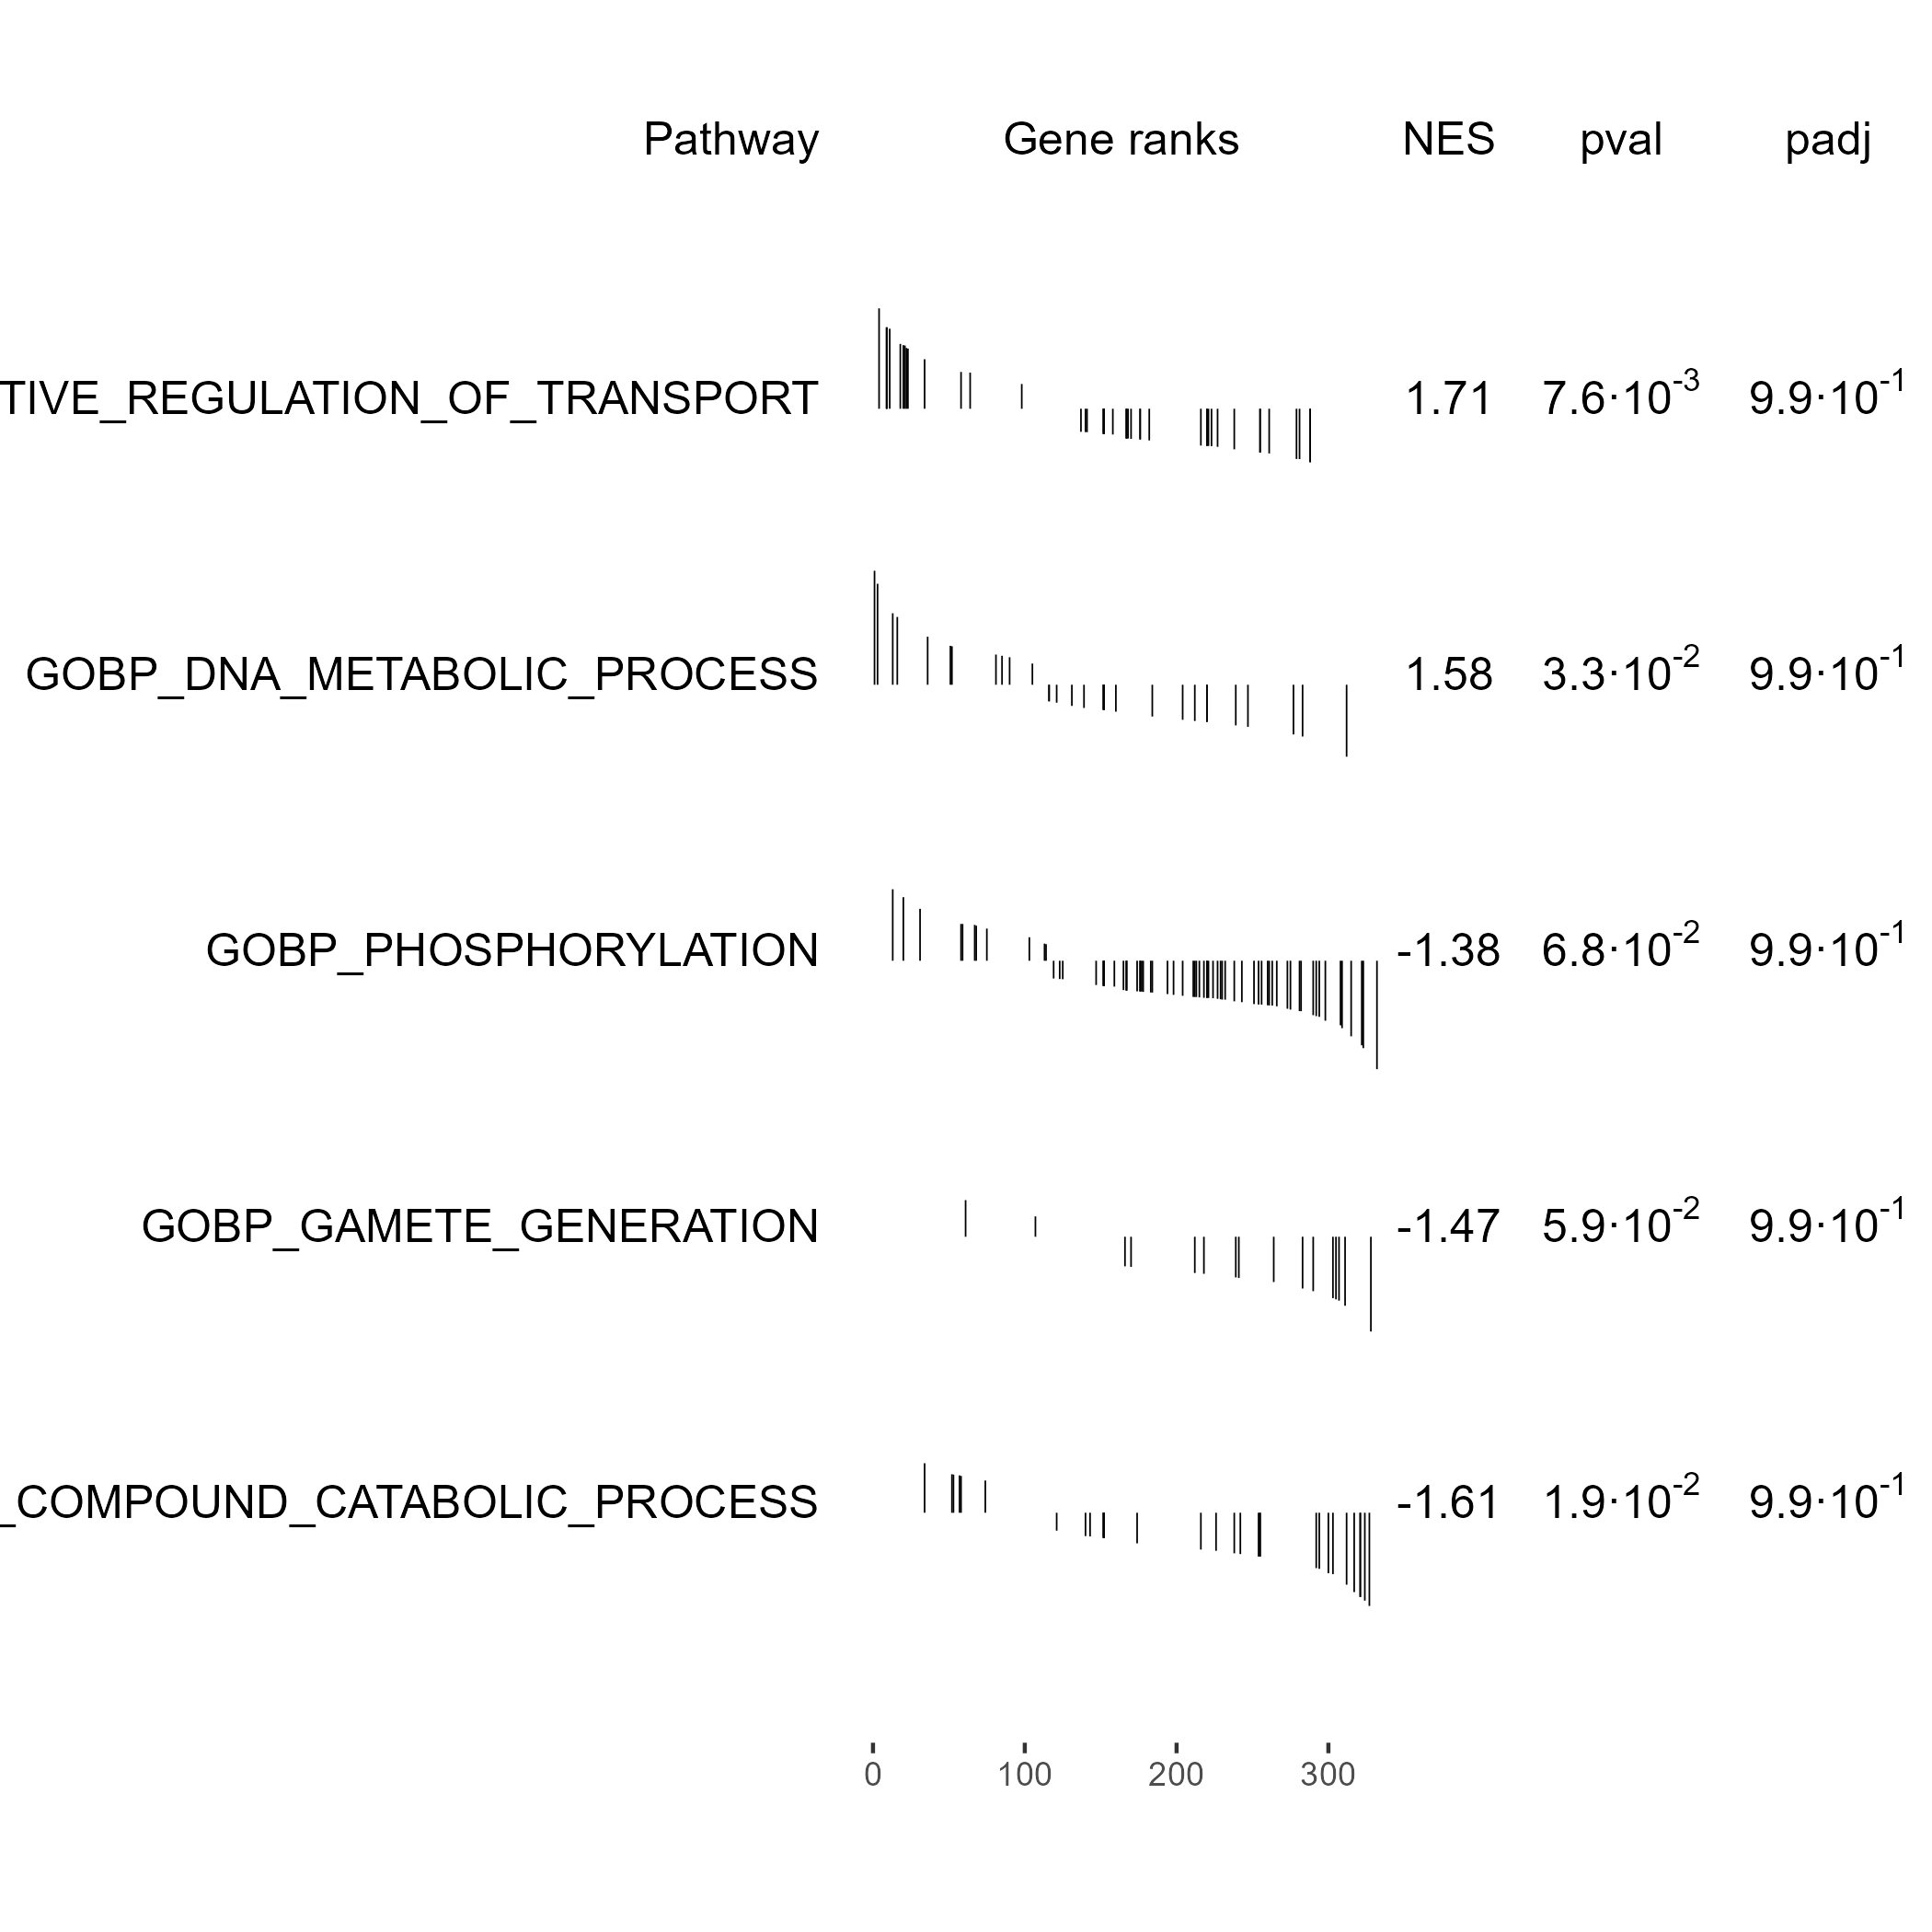 Pathway Gene ranks NES pval padj
TIVE_REGULATION_OF_TRANSPORT 1.71 7.6·10⁻³ 9.9·10⁻¹
GOBP_DNA_METABOLIC_PROCESS 1.58 3.3·10⁻² 9.9·10⁻¹
GOBP_PHOSPHORYLATION -1.38 6.8·10⁻² 9.9·10⁻¹
GOBP_GAMETE_GENERATION -1.47 5.9·10⁻² 9.9·10⁻¹
_COMPOUND_CATABOLIC_PROCESS -1.61 1.9·10⁻² 9.9·10⁻¹
0 100 200 300